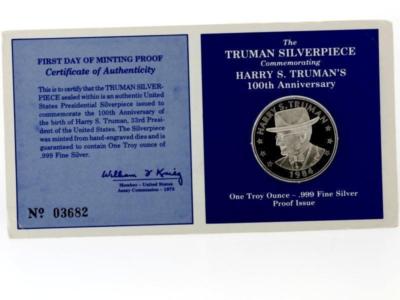 FIRST DAY OF MINTING PROOF
Certificate of Authenticity
This is to certify that the TRUMAN SILVER-
PIECE sealed within is an authentic United
States Presidential Silverpiece issued to
commemorate the 100th Anniversary of
the birth of Harry S. Truman, 33rd Presi-
dent of the United States. The Silverpiece
was minted from hand-engraved dies and is
guaranteed to contain One Troy ounce of
.999 Fine Silver.
Member – United States
Assay Commission – 1975
No 03682
The
TRUMAN SILVERPIECE
Commemorating
HARRY S. TRUMAN'S
100th Anniversary
HARRY S. TRUMAN
1984
One Troy Ounce – .999 Fine Silver
Proof Issue